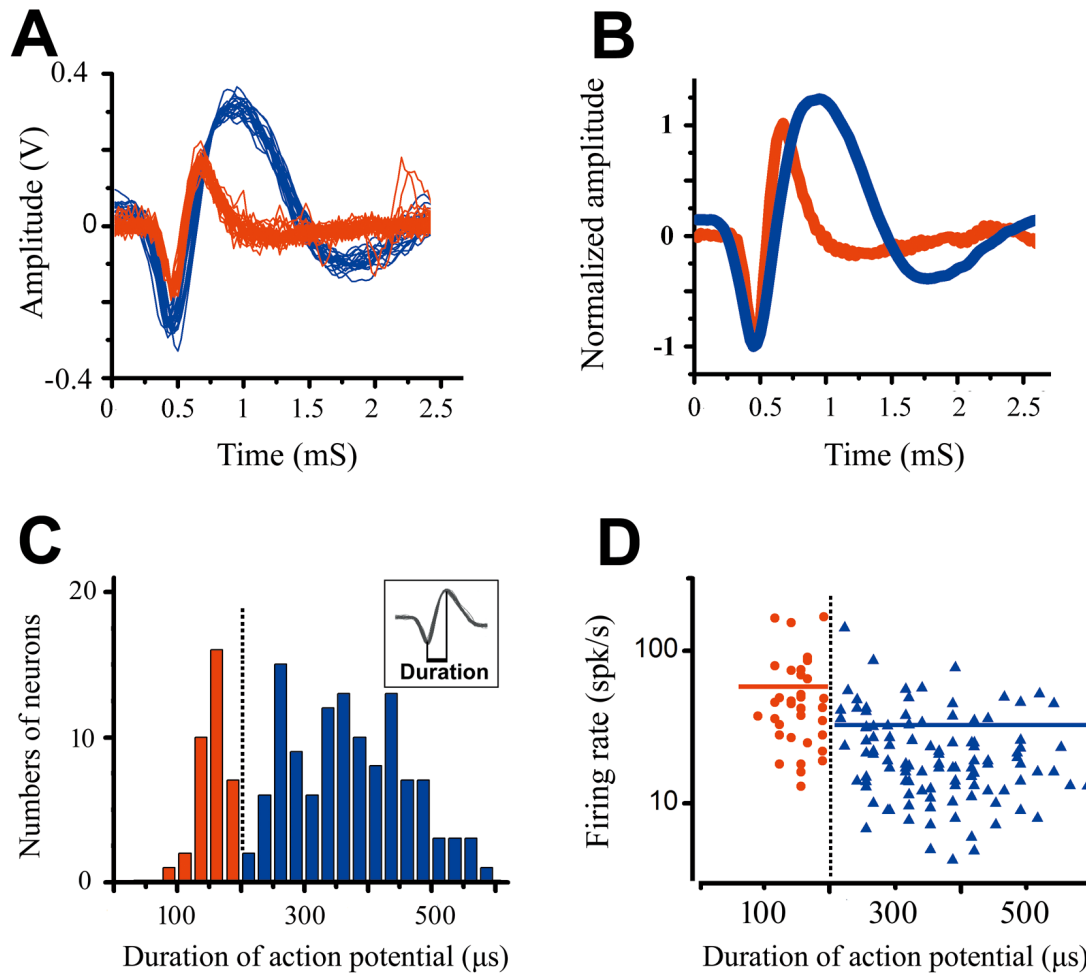 A
0.4
0
-0.4
Amplitude (V)
0 0.5 1 1.5 2 2.5
Time (mS)
B
1
0
-1
Normalized amplitude
0 0.5 1 1.5 2 2.5
Time (mS)
C
20
10
0
Numbers of neurons
Duration
100 300 500
Duration of action potential (μs)
D
100
10
Firing rate (spk/s)
100 300 500
Duration of action potential (μs)